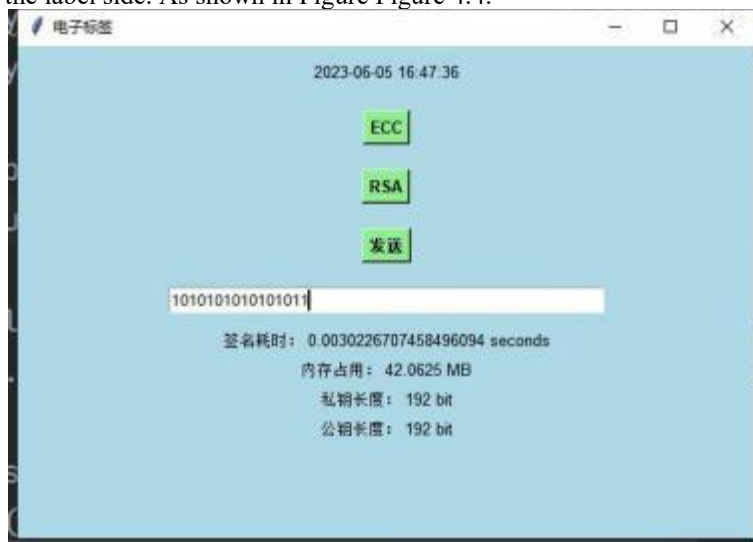 the label side. As shown in Figure Figure 4.4.
电子标签
2023-06-05 16:47:36
ECC
RSA
发送
1010101010101011
签名耗时： 0.0030226707458496094 seconds
内存占用： 42.0625 MB
私钥长度： 192 bit
公钥长度： 192 bit